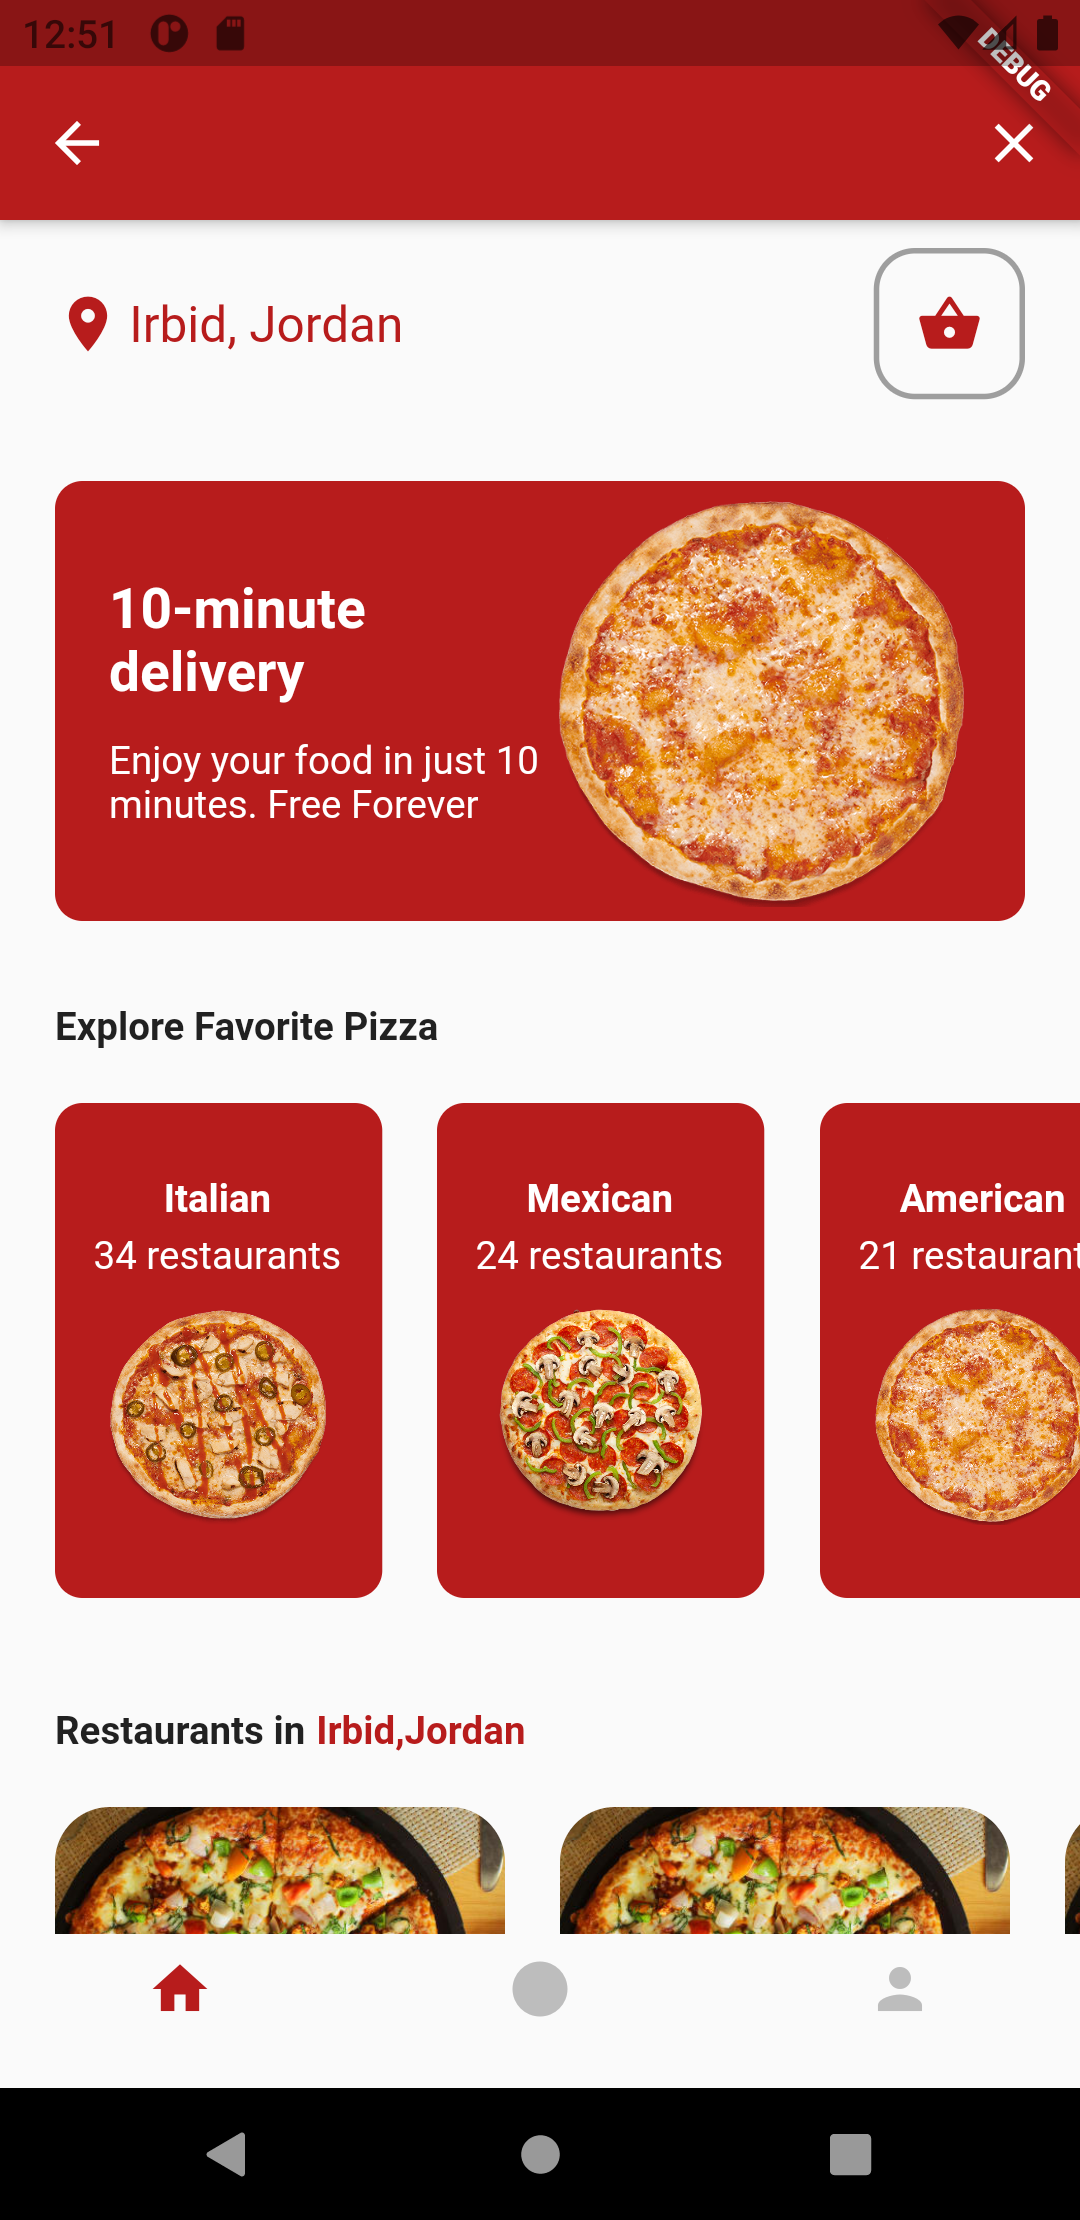 12:51
DEBUG
Irbid, Jordan
10-minute
delivery
Enjoy your food in just 10
minutes. Free Forever
Explore Favorite Pizza
Italian
34 restaurants
Mexican
24 restaurants
American
21 restaurant
Restaurants in Irbid,Jordan